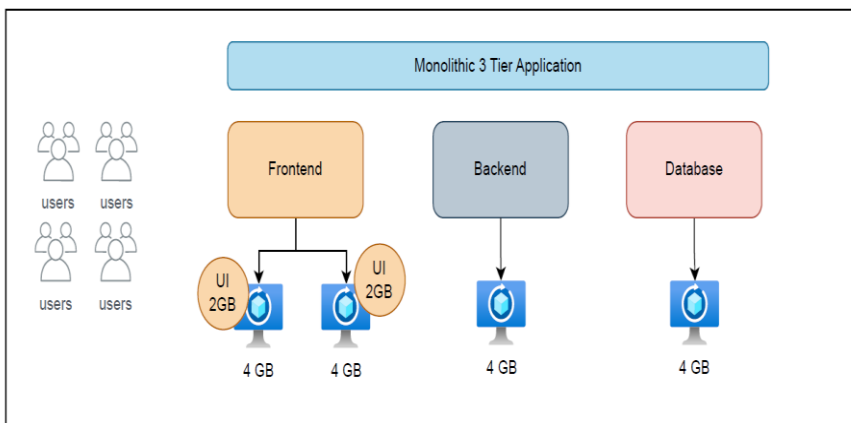 Monolithic 3 Tier Application
Frontend
Backend
Database
users
users
users
users
UI
2GB
UI
2GB
4 GB
4 GB
4 GB
4 GB